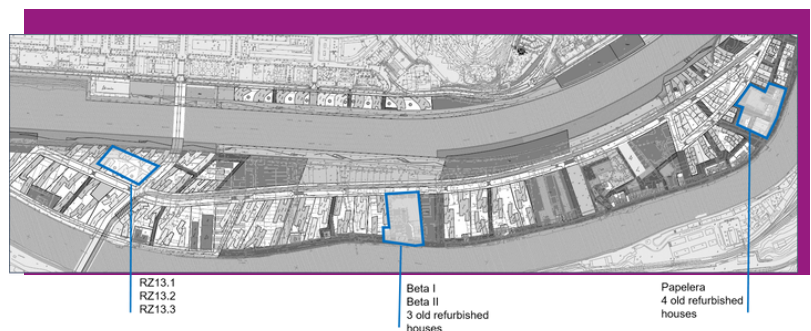 RZ13.1
RZ13.2
RZ13.3
Beta I
Beta II
3 old refurbished
houses
Papelera
4 old refurbished
houses